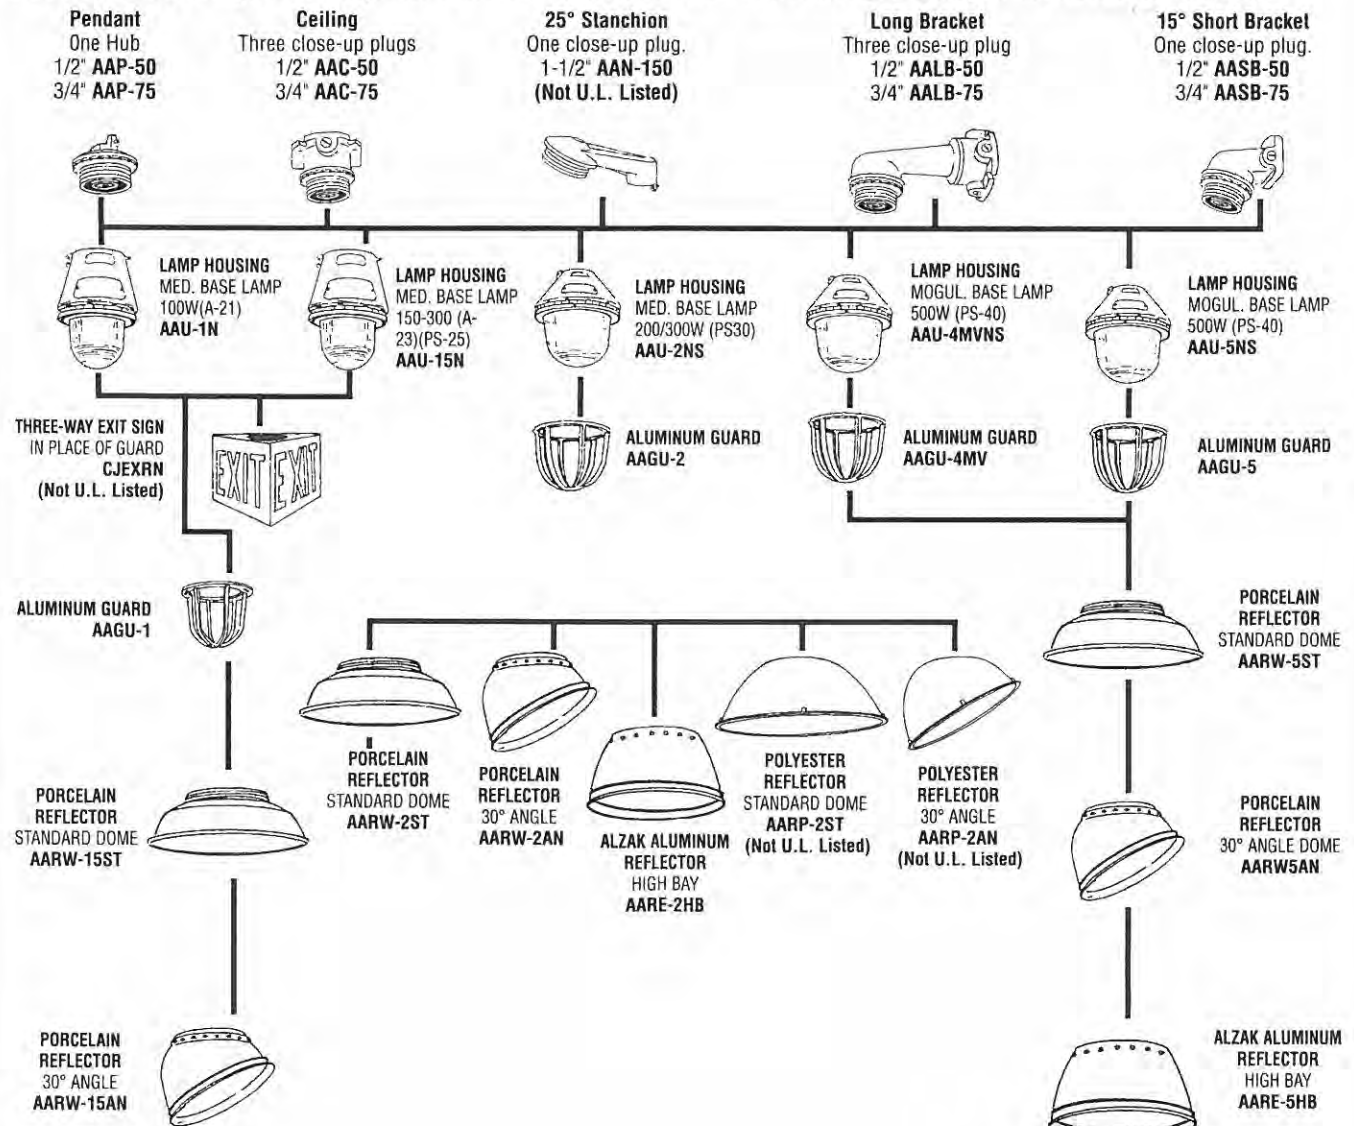 Pendant
One Hub
1/2" AAP-50
3/4" AAP-75
Ceiling
Three close-up plugs
1/2" AAC-50
3/4" AAC-75
25° Stanchion
One close-up plug.
1-1/2" AAN-150
(Not U.L. Listed)
Long Bracket
Three close-up plug
1/2" AALB-50
3/4" AALB-75
15° Short Bracket
One close-up plug.
1/2" AASB-50
3/4" AASB-75
LAMP HOUSING
MED. BASE LAMP
100W(A-21)
AAU-1N
LAMP HOUSING
MED. BASE LAMP
150-300 (A-
23)(PS-25)
AAU-15N
LAMP HOUSING
MED. BASE LAMP
200/300W (PS30)
AAU-2NS
LAMP HOUSING
MOGUL. BASE LAMP
500W (PS-40)
AAU-4MVNS
LAMP HOUSING
MOGUL. BASE LAMP
500W (PS-40)
AAU-5NS
THREE-WAY EXIT SIGN
IN PLACE OF GUARD
CJEXRN
(Not U.L. Listed)
EXIT EXIT
ALUMINUM GUARD
AAGU-2
ALUMINUM GUARD
AAGU-4MV
ALUMINUM GUARD
AAGU-5
ALUMINUM GUARD
AAGU-1
PORCELAIN
REFLECTOR
STANDARD DOME
AARW-5ST
PORCELAIN
REFLECTOR
STANDARD DOME
AARW-2ST
PORCELAIN
REFLECTOR
30° ANGLE
AARW-2AN
ALZAK ALUMINUM
REFLECTOR
HIGH BAY
AARE-2HB
POLYESTER
REFLECTOR
STANDARD DOME
AARP-2ST
(Not U.L. Listed)
POLYESTER
REFLECTOR
30° ANGLE
AARP-2AN
(Not U.L. Listed)
PORCELAIN
REFLECTOR
STANDARD DOME
AARW-15ST
PORCELAIN
REFLECTOR
30° ANGLE DOME
AARW5AN
PORCELAIN
REFLECTOR
30° ANGLE
AARW-15AN
ALZAK ALUMINUM
REFLECTOR
HIGH BAY
AARE-5HB